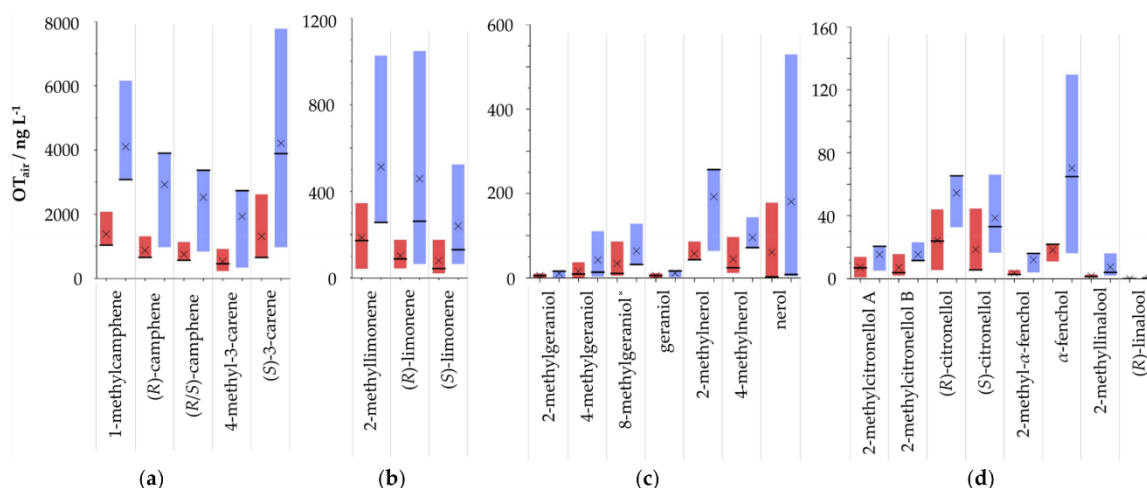 OTair / ng L-1
8000
6000
4000
2000
0
1-methylcamphene
(R)-camphene
(R/S)-camphene
4-methyl-3-carene
(S)-3-carene
(a)
1200
800
400
0
2-methyllimonene
(R)-limonene
(S)-limonene
(b)
600
400
200
0
2-methylgeraniol
4-methylgeraniol
8-methylgeraniol*
geraniol
2-methylnerol
4-methylnerol
nerol
(c)
160
120
80
40
0
2-methylcitronellol A
2-methylcitronellol B
(R)-citronellol
(S)-citronellol
2-methyl-α-fenchol
α-fenchol
2-methyllinalool
(R)-linalool
(d)